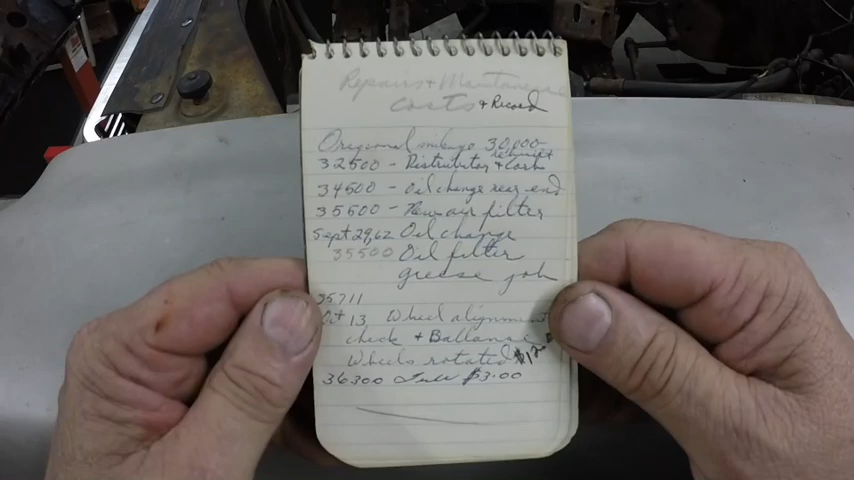 Repairs + Maintenance
Costs + Record
Origional mileage 30,000
rebuilt
32500 - Distributor + Carb
34500 - Oil change rear end
35500 - New air filter
Sept 29, 62 Oil change
35500 Oil filter
grease job
35711
Oct 13 Wheel alignment
check + Ballance
Wheels rotated
36300 $3.00